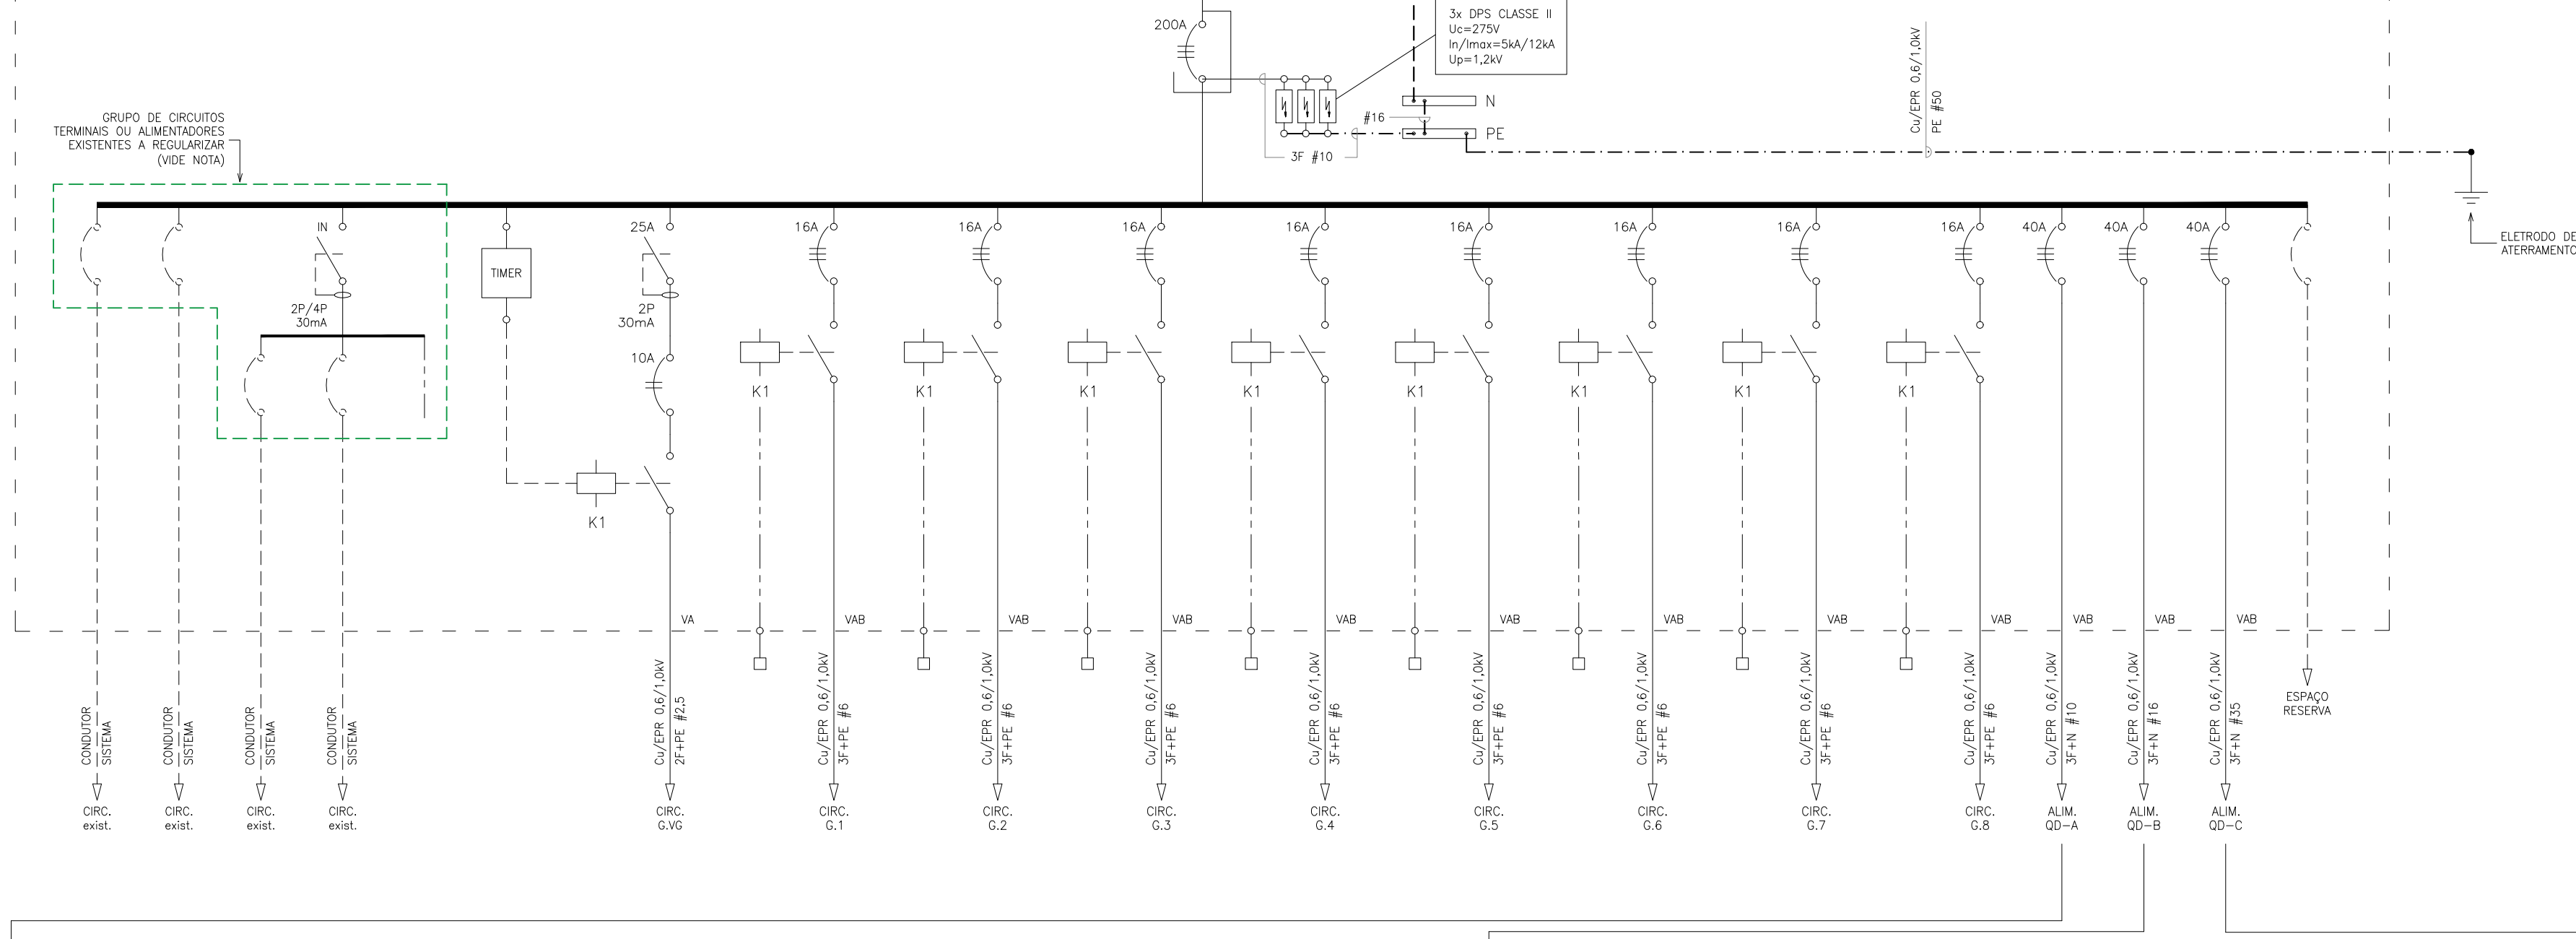 200A
3x DPS CLASSE II
Uc=275V
In/Imax=5kA/12kA
Up=1,2kV
N
#16
PE
3F #10
Cu/EPR 0,6/1,0kV
PE #50
GRUPO DE CIRCUITOS
TERMINAIS OU ALIMENTADORES
EXISTENTES A REGULARIZAR
(VIDE NOTA)
ELETRODO DE
ATERRAMENTO
IN
2P/4P
30mA
TIMER
25A
2P
30mA
10A
K1
16A
K1
16A
K1
16A
K1
16A
K1
16A
K1
16A
K1
16A
K1
16A
K1
40A
40A
40A
VA
VAB
VAB
VAB
VAB
VAB
VAB
VAB
VAB
VAB
VAB
VAB
CONDUTOR
SISTEMA
CIRC.
exist.
CONDUTOR
SISTEMA
CIRC.
exist.
CONDUTOR
SISTEMA
CIRC.
exist.
CONDUTOR
SISTEMA
CIRC.
exist.
Cu/EPR 0,6/1,0kV
2F+PE #2,5
CIRC.
G.VG
Cu/EPR 0,6/1,0kV
3F+PE #6
CIRC.
G.1
Cu/EPR 0,6/1,0kV
3F+PE #6
CIRC.
G.2
Cu/EPR 0,6/1,0kV
3F+PE #6
CIRC.
G.3
Cu/EPR 0,6/1,0kV
3F+PE #6
CIRC.
G.4
Cu/EPR 0,6/1,0kV
3F+PE #6
CIRC.
G.5
Cu/EPR 0,6/1,0kV
3F+PE #6
CIRC.
G.6
Cu/EPR 0,6/1,0kV
3F+PE #6
CIRC.
G.7
Cu/EPR 0,6/1,0kV
3F+PE #6
CIRC.
G.8
Cu/EPR 0,6/1,0kV
3F+N #10
ALIM.
QD-A
Cu/EPR 0,6/1,0kV
3F+N #16
ALIM.
QD-B
Cu/EPR 0,6/1,0kV
3F+N #35
ALIM.
QD-C
ESPAÇO
RESERVA